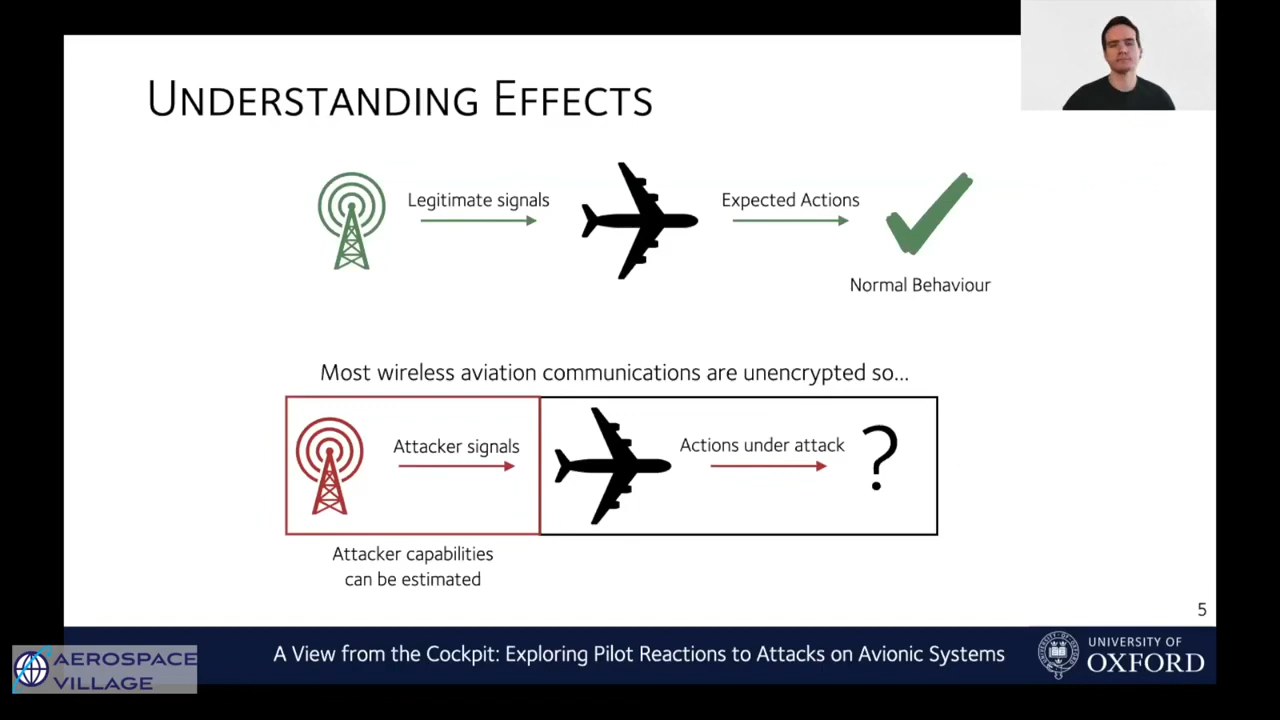 UNDERSTANDING EFFECTS
Legitimate signals
Expected Actions
Normal Behaviour
Most wireless aviation communications are unencrypted so...
Attacker signals
Actions under attack
?
Attacker capabilities
can be estimated
5
A View from the Cockpit: Exploring Pilot Reactions to Attacks on Avionic Systems
UNIVERSITY OF
OXFORD
AEROSPACE
VILLAGE